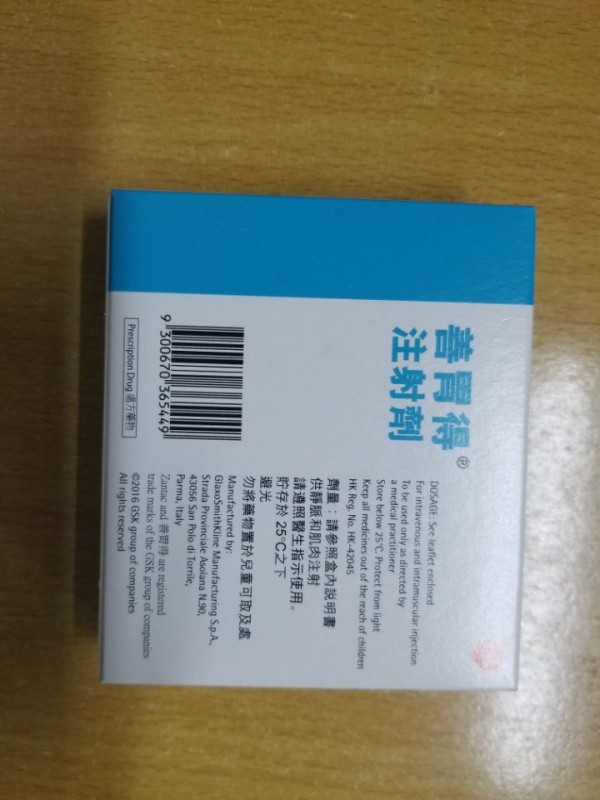 善胃得®
注射劑
DOSAGE: See leaflet enclosed
For intravenous and intramuscular injection
To be used only as directed by
a medical practitioner
Store below 25°C. Protect from light
Keep all medicines out of the reach of children
HK Reg. No. HK-42045
劑量：請參照盒內說明書
供靜脈和肌肉注射
請遵照醫生指示使用。
貯存於 25°C之下
避光
勿將藥物置於兒童可取及處
Manufactured by:
GlaxoSmithKline Manufacturing S.p.A.,
Strada Provinciale Asolana N.90,
43056 San Polo di Torrile,
Parma, Italy
Zantac and 善胃得 are registered
trade marks of the GSK group of companies
©2016 GSK group of companies
All rights reserved
9 300670 365449
Prescription Drug 處方藥物